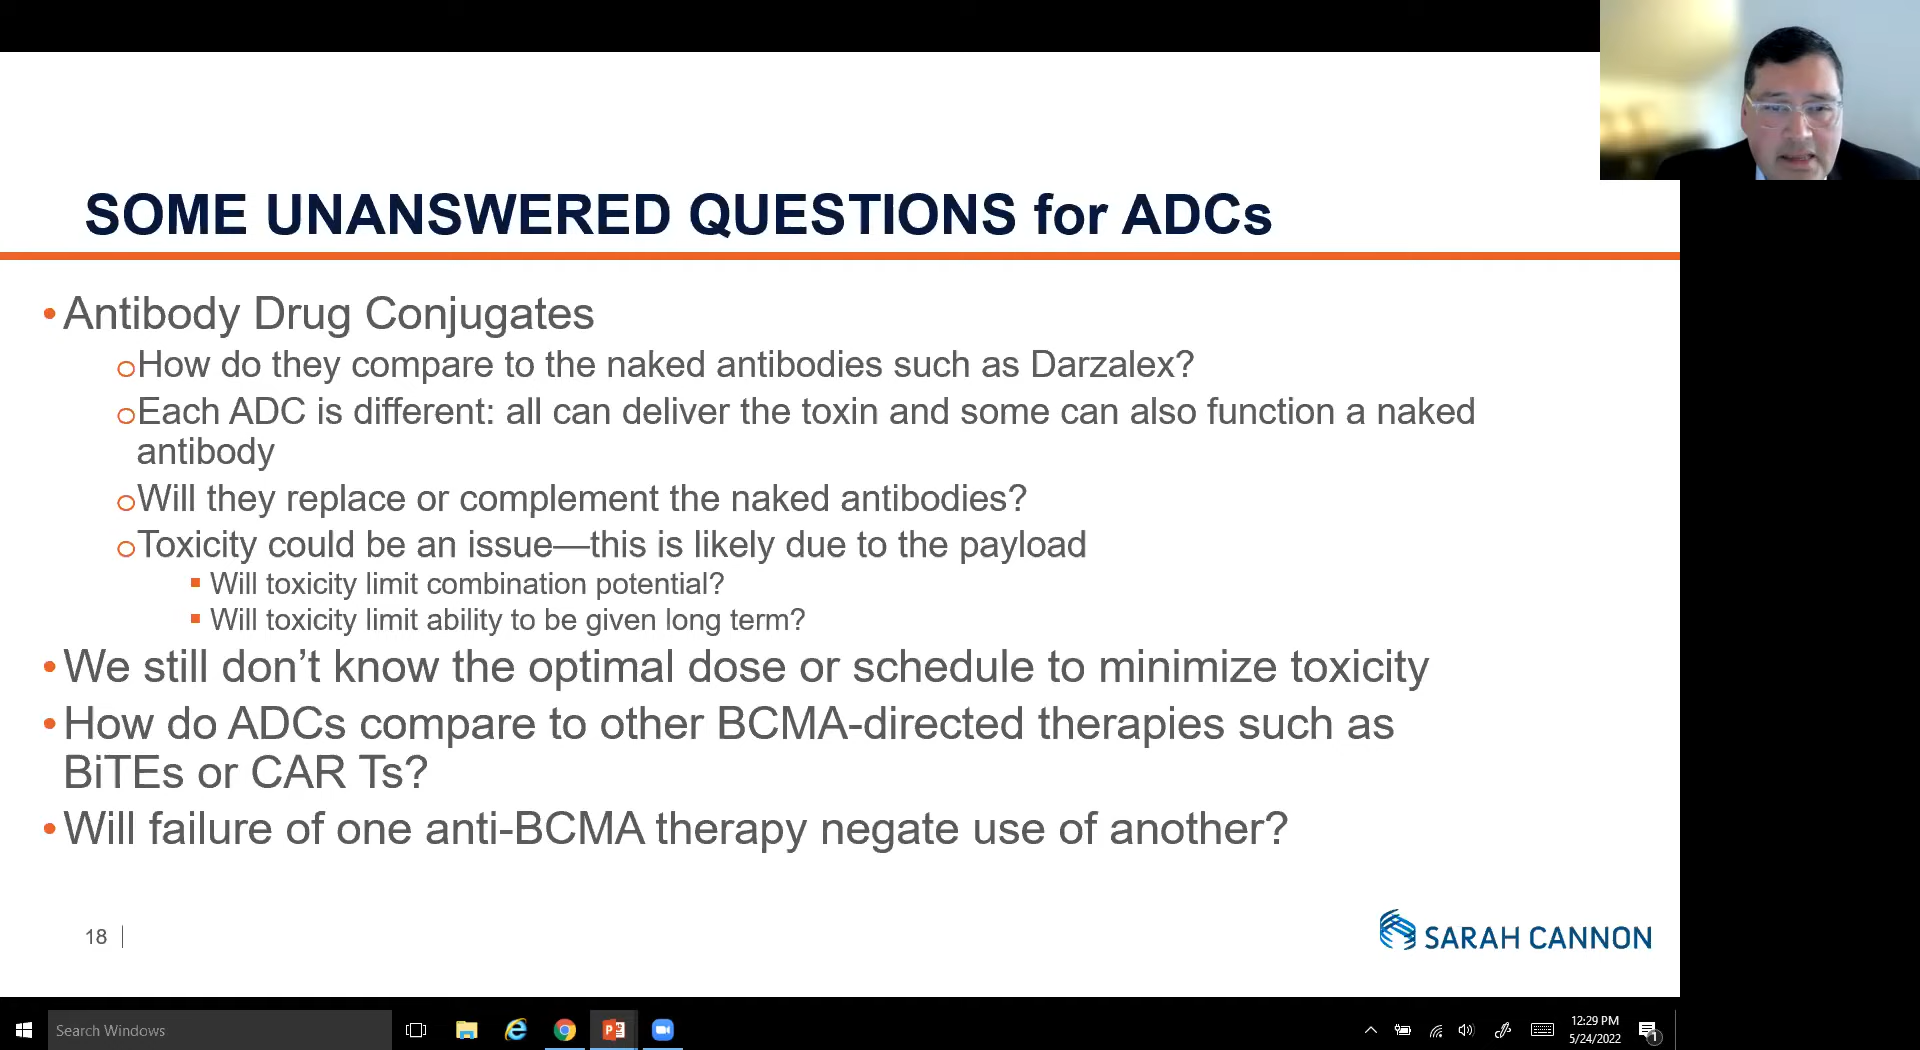 SOME UNANSWERED QUESTIONS for ADCs
• Antibody Drug Conjugates
oHow do they compare to the naked antibodies such as Darzalex?
oEach ADC is different: all can deliver the toxin and some can also function a naked
antibody
oWill they replace or complement the naked antibodies?
oToxicity could be an issue—this is likely due to the payload
▪ Will toxicity limit combination potential?
▪ Will toxicity limit ability to be given long term?
• We still don’t know the optimal dose or schedule to minimize toxicity
• How do ADCs compare to other BCMA-directed therapies such as
BiTEs or CAR Ts?
• Will failure of one anti-BCMA therapy negate use of another?
18
SARAH CANNON
Search Windows
12:29 PM
5/24/2022
1